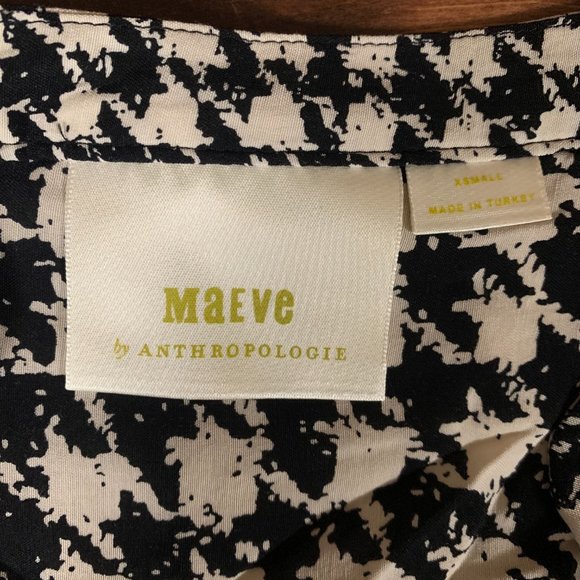 MaEve
by ANTHROPOLOGIE
XSMALL
MADE IN TURKEY